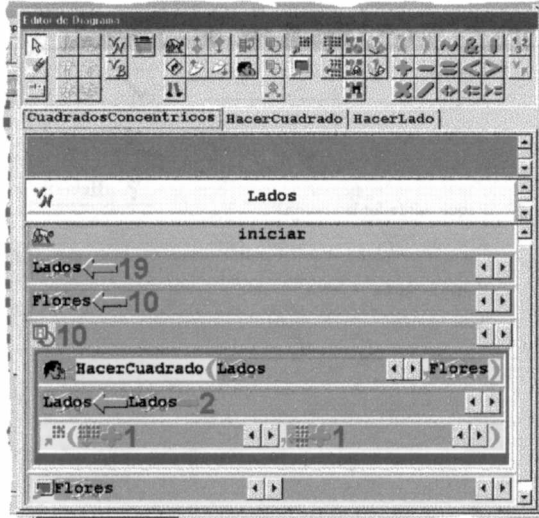 Editor de Diagrama
CuadradosConcentricos HacerCuadrado HacerLado
Lados
iniciar
Lados 19
Flores 10
10
HacerCuadrado(Lados , Flores)
Lados Lados - 2
( + 1 , + 1 )
Flores